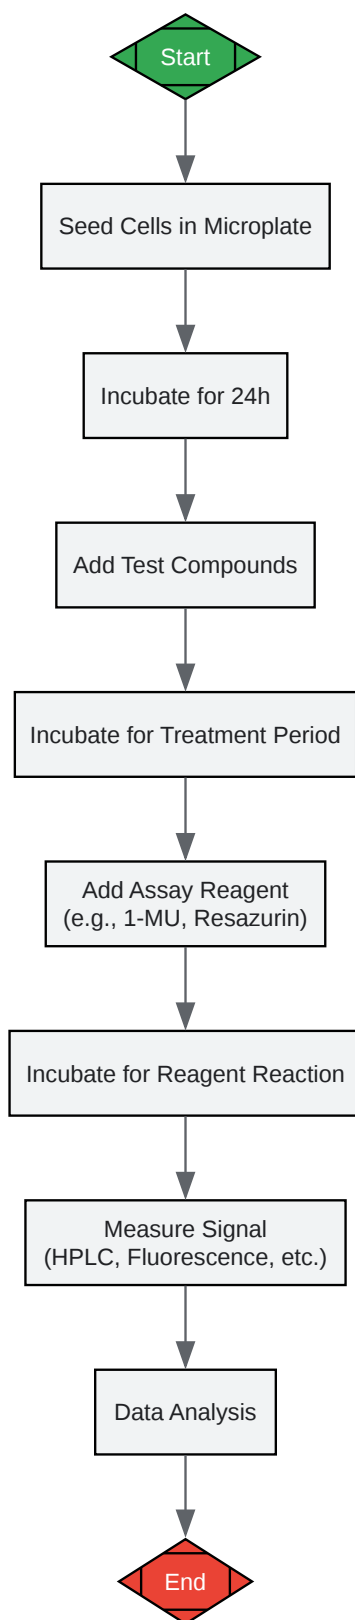 Start
Seed Cells in Microplate
Incubate for 24h
Add Test Compounds
Incubate for Treatment Period
Add Assay Reagent
(e.g., 1-MU, Resazurin)
Incubate for Reagent Reaction
Measure Signal
(HPLC, Fluorescence, etc.)
Data Analysis
End